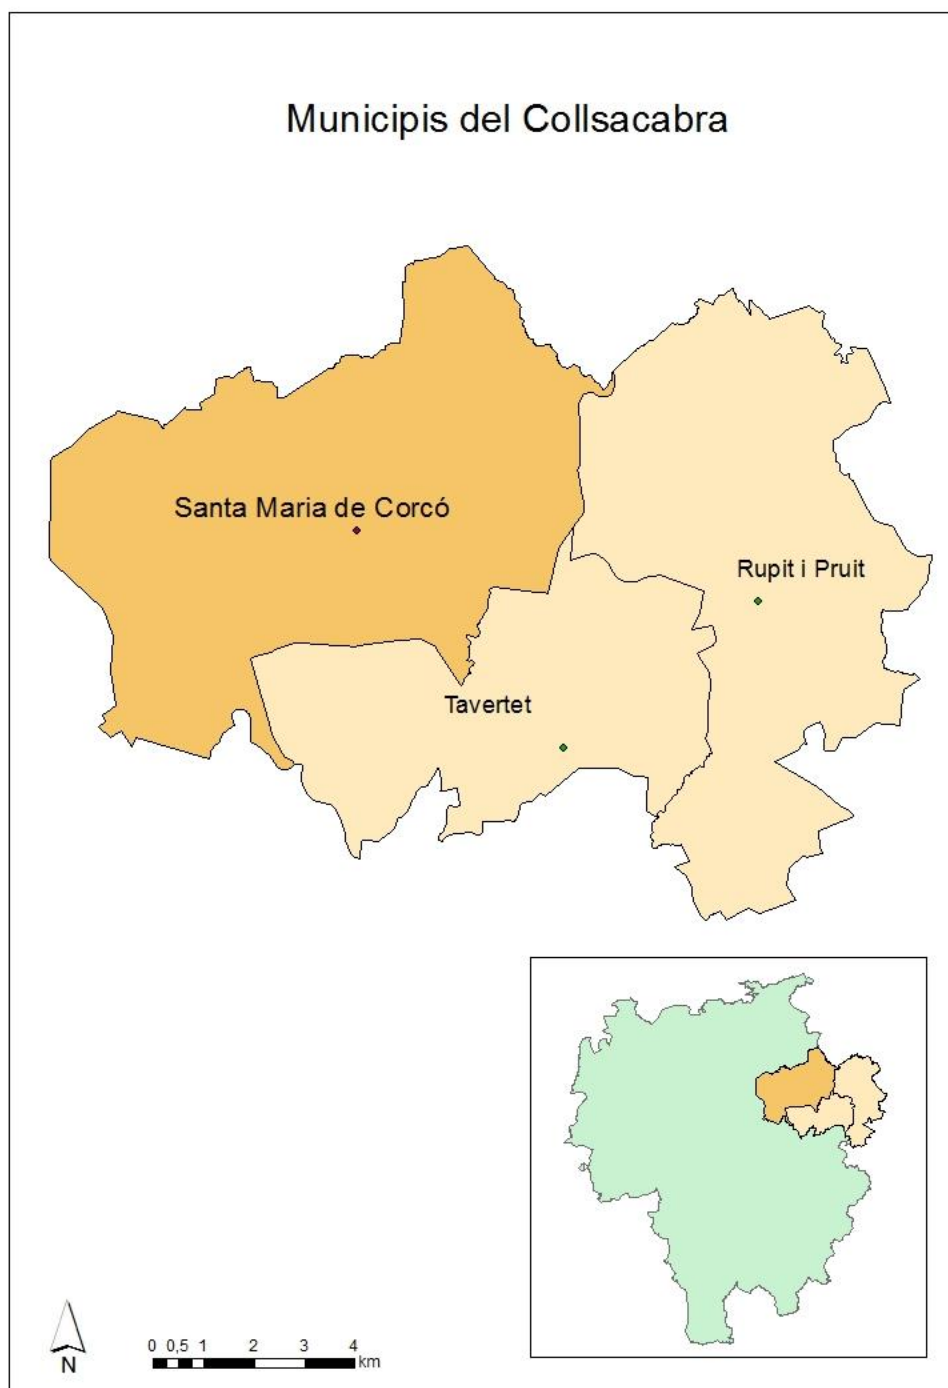 Municipis del Collsacabra
Santa Maria de Corcó
Rupit i Pruit
Tavertet
N
0 0,5 1 2 3 4
km